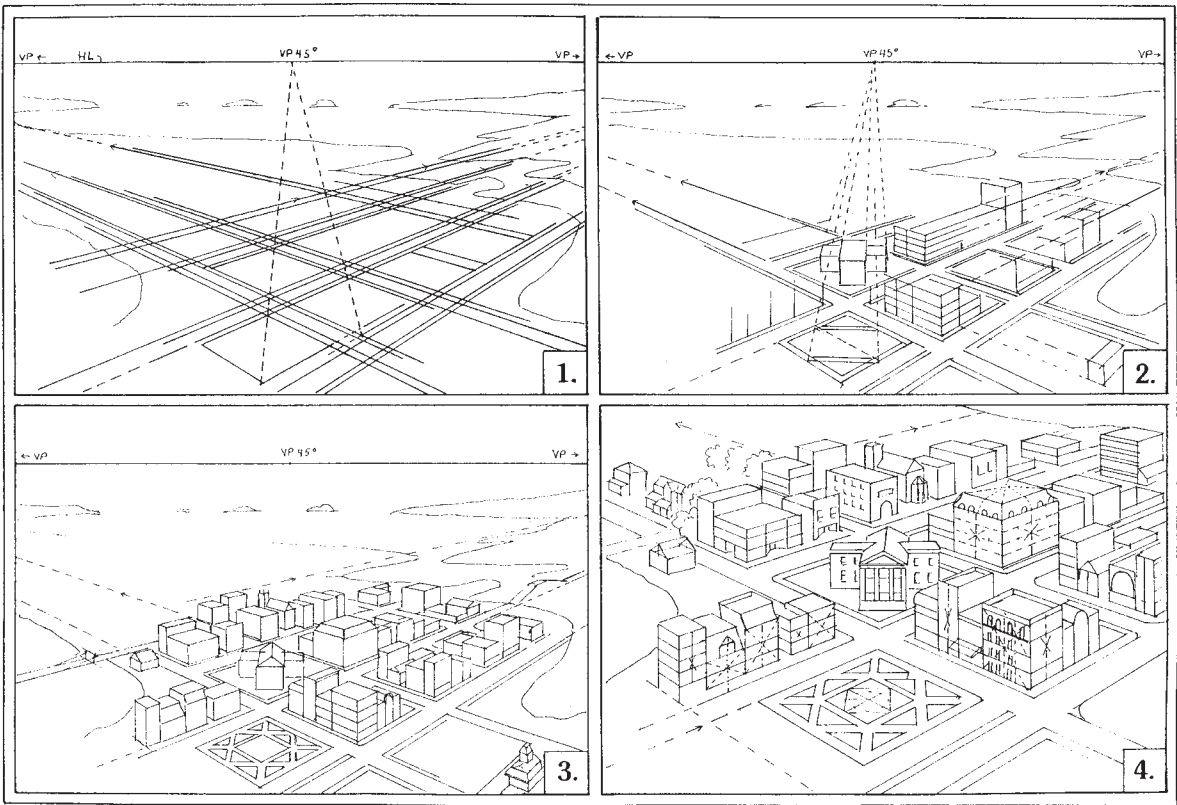 VP ← HL VP 45° VP →
1.
← VP VP 45° VP →
2.
← VP VP 45° VP →
3.
4.